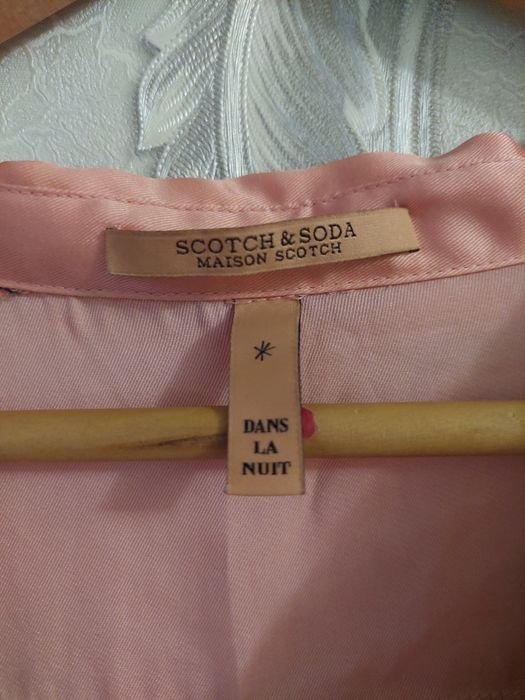 SCOTCH & SODA
MAISON SCOTCH
*
DANS
LA
NUIT